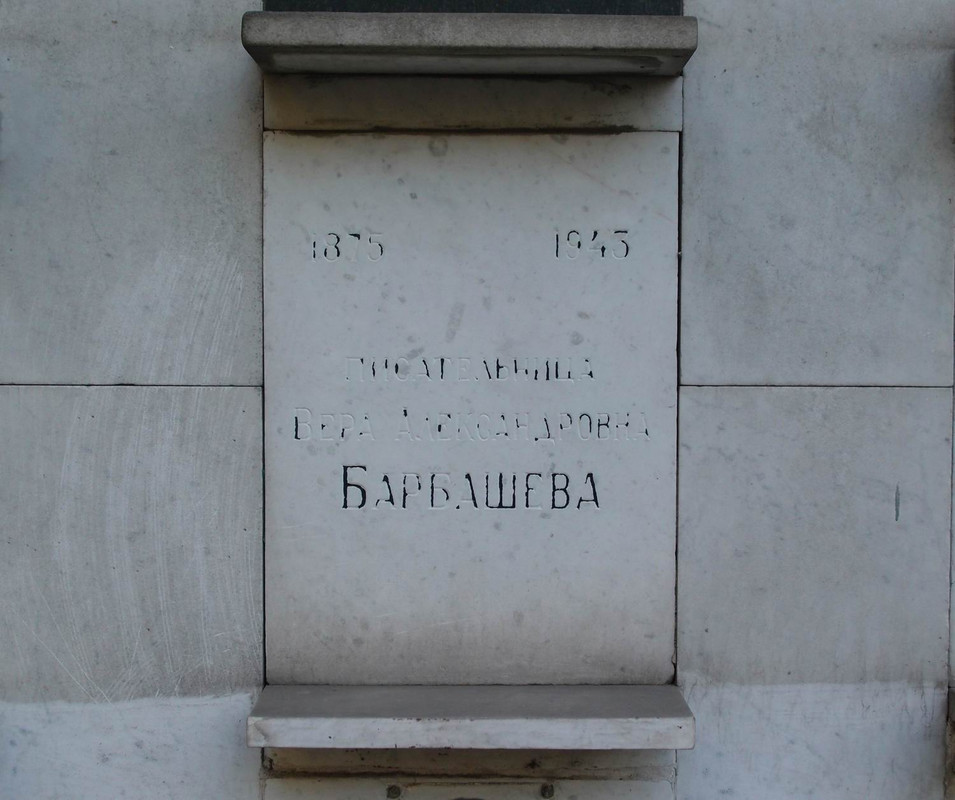 1875 1943
ПИСАТЕЛЬНИЦА
ВЕРА АЛЕКСАНДРОВНА
БАРБАШЕВА